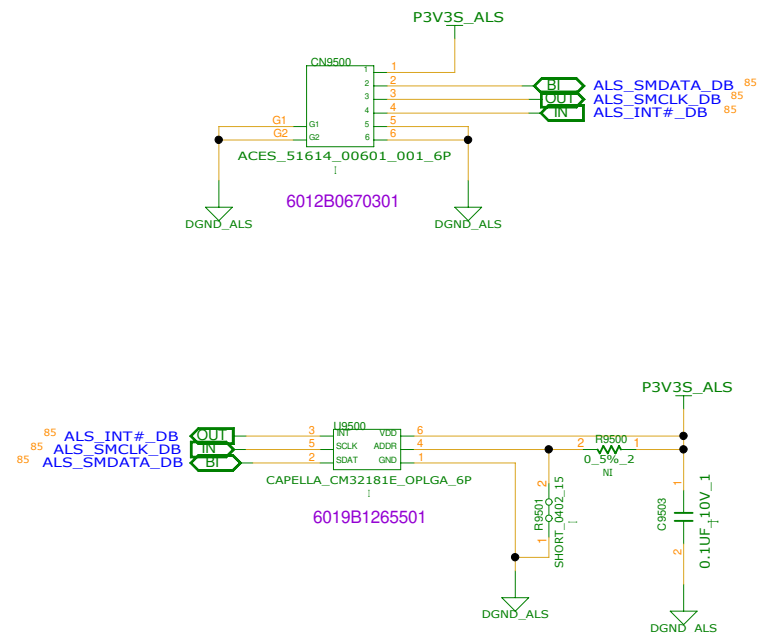 P3V3S_ALS
CN9500
1 1
2 2 BI ALS_SMDATA_DB 85
3 3 OUT ALS_SMCLK_DB 85
4 4 IN ALS_INT#_DB 85
G1 G1 5 5
G2 G2 6 6
ACES_51614_00601_001_6P
6012B0670301
DGND_ALS DGND_ALS
P3V3S_ALS
U9500
85 ALS_INT#_DB OUT 3 INT VDD 6
85 ALS_SMCLK_DB IN 5 SCLK ADDR 4 2 R9500 1
85 ALS_SMDATA_DB BI 2 SDAT GND 1 0_5%_2
NI
CAPELLA_CM32181E_OPLGA_6P
6019B1265501
2 R9501 1
SHORT_0402_15
1 C9503 2
0.1UF_10V_1
DGND_ALS
DGND_ALS